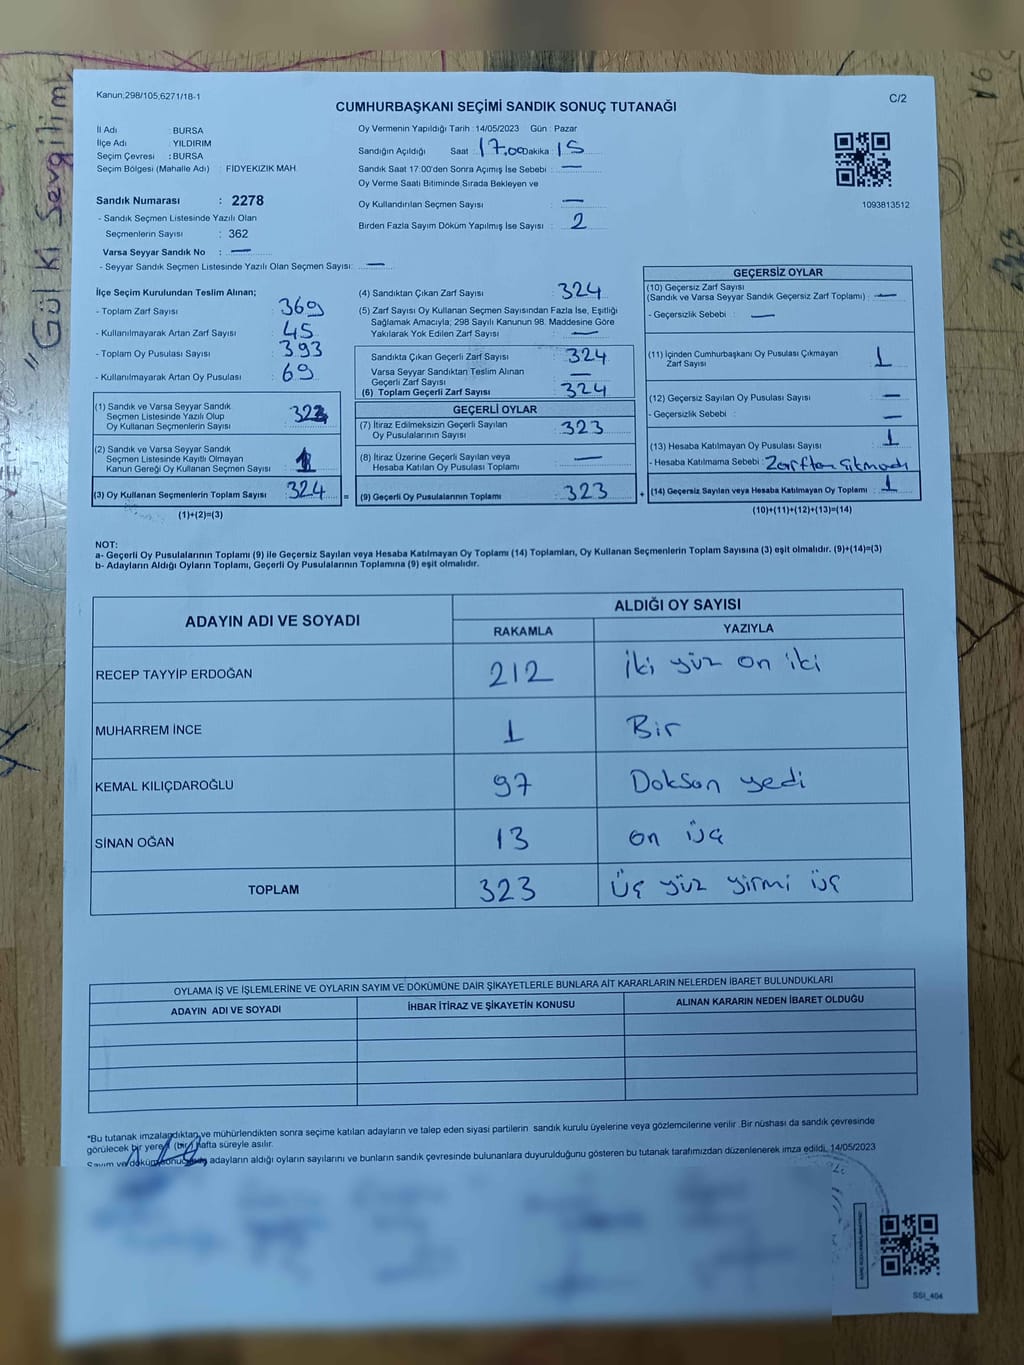 "Gül ki Sevgilim
Kanun;298/105,6271/18-1
CUMHURBAŞKANI SEÇİMİ SANDIK SONUÇ TUTANAĞI
C/2
İl Adı : BURSA
İlçe Adı : YILDIRIM
Seçim Çevresi : BURSA
Seçim Bölgesi (Mahalle Adı) : FIDYEKIZIK MAH.
Sandık Numarası : 2278
- Sandık Seçmen Listesinde Yazılı Olan
Seçmenlerin Sayısı : 362
Varsa Seyyar Sandık No : —
- Seyyar Sandık Seçmen Listesinde Yazılı Olan Seçmen Sayısı: —
Oy Vermenin Yapıldığı Tarih : 14/05/2023 Gün : Pazar
Sandığın Açıldığı Saat 17.00 Dakika 15
Sandık Saat 17:00'den Sonra Açımış İse Sebebi : —
Oy Verme Saati Bitiminde Sırada Bekleyen ve
Oy Kullandırılan Seçmen Sayısı : —
Birden Fazla Sayım Döküm Yapılmış İse Sayısı : 2
1093813512
İlçe Seçim Kurulundan Teslim Alınan;
- Toplam Zarf Sayısı : 369
- Kullanılmayarak Artan Zarf Sayısı : 45
- Toplam Oy Pusulası Sayısı : 393
- Kullanılmayarak Artan Oy Pusulası : 69
(1) Sandık ve Varsa Seyyar Sandık
Seçmen Listesinde Yazılı Olup
Oy Kullanan Seçmenlerin Sayısı : 323
(2) Sandık ve Varsa Seyyar Sandık
Seçmen Listesinde Kayıtlı Olmayan
Kanun Gereği Oy Kullanan Seçmen Sayısı : 1
(3) Oy Kullanan Seçmenlerin Toplam Sayısı : 324 =
(1)+(2)=(3)
(4) Sandıktan Çıkan Zarf Sayısı : 324
(5) Zarf Sayısı Oy Kullanan Seçmen Sayısından Fazla İse, Eşitliği
Sağlamak Amacıyla; 298 Sayılı Kanunun 98. Maddesine Göre
Yakılarak Yok Edilen Zarf Sayısı : —
Sandıkta Çıkan Geçerli Zarf Sayısı : 324
Varsa Seyyar Sandıktan Teslim Alınan
Geçerli Zarf Sayısı : —
(6) Toplam Geçerli Zarf Sayısı : 324
GEÇERLİ OYLAR
(7) İtiraz Edilmeksizin Geçerli Sayılan
Oy Pusulalarının Sayısı : 323
(8) İtiraz Üzerine Geçerli Sayılan veya
Hesaba Katılan Oy Pusulası Toplamı : —
(9) Geçerli Oy Pusulalarının Toplamı : 323 +
GEÇERSİZ OYLAR
(10) Geçersiz Zarf Sayısı
(Sandık ve Varsa Seyyar Sandık Geçersiz Zarf Toplamı) : —
- Geçersizlik Sebebi : —
(11) İçinden Cumhurbaşkanı Oy Pusulası Çıkmayan
Zarf Sayısı : 1
(12) Geçersiz Sayılan Oy Pusulası Sayısı : —
- Geçersizlik Sebebi : —
(13) Hesaba Katılmayan Oy Pusulası Sayısı : 1
- Hesaba Katılmama Sebebi : Zarftan çıkmadı
(14) Geçersiz Sayılan veya Hesaba Katılmayan Oy Toplamı : 1
(10)+(11)+(12)+(13)=(14)
NOT:
a- Geçerli Oy Pusulalarının Toplamı (9) ile Geçersiz Sayılan veya Hesaba Katılmayan Oy Toplamı (14) Toplamları, Oy Kullanan Seçmenlerin Toplam Sayısına (3) eşit olmalıdır. (9)+(14)=(3)
b- Adayların Aldığı Oyların Toplamı, Geçerli Oy Pusulalarının Toplamına (9) eşit olmalıdır.
ADAYIN ADI VE SOYADI
ALDIĞI OY SAYISI
RAKAMLA YAZIYLA
RECEP TAYYİP ERDOĞAN 212 iki yüz on iki
MUHARREM İNCE 1 Bir
KEMAL KILIÇDAROĞLU 97 Doksan yedi
SİNAN OĞAN 13 on üç
TOPLAM 323 üç yüz yirmi üç
OYLAMA İŞ VE İŞLEMLERİNE VE OYLARIN SAYIM VE DÖKÜMÜNE DAİR ŞİKAYETLERLE BUNLARA AİT KARARLARIN NELERDEN İBARET BULUNDUKLARI
ADAYIN ADI VE SOYADI İHBAR İTİRAZ VE ŞİKAYETİN KONUSU ALINAN KARARIN NEDEN İBARET OLDUĞU
*Bu tutanak imzalandıktan ve mühürlendikten sonra seçime katılan adayların ve talep eden siyasi partilerin sandık kurulu üyelerine veya gözlemcilerine verilir .Bir nüshası da sandık çevresinde
görülecek bir yere (bir) hafta süreyle asılır.
Sayım ve döküm sonucunda, adayların aldığı oyların sayılarını ve bunların sandık çevresinde bulunanlara duyurulduğunu gösteren bu tutanak tarafımızdan düzenlenerek imza edildi. 14/05/2023
SSI_404